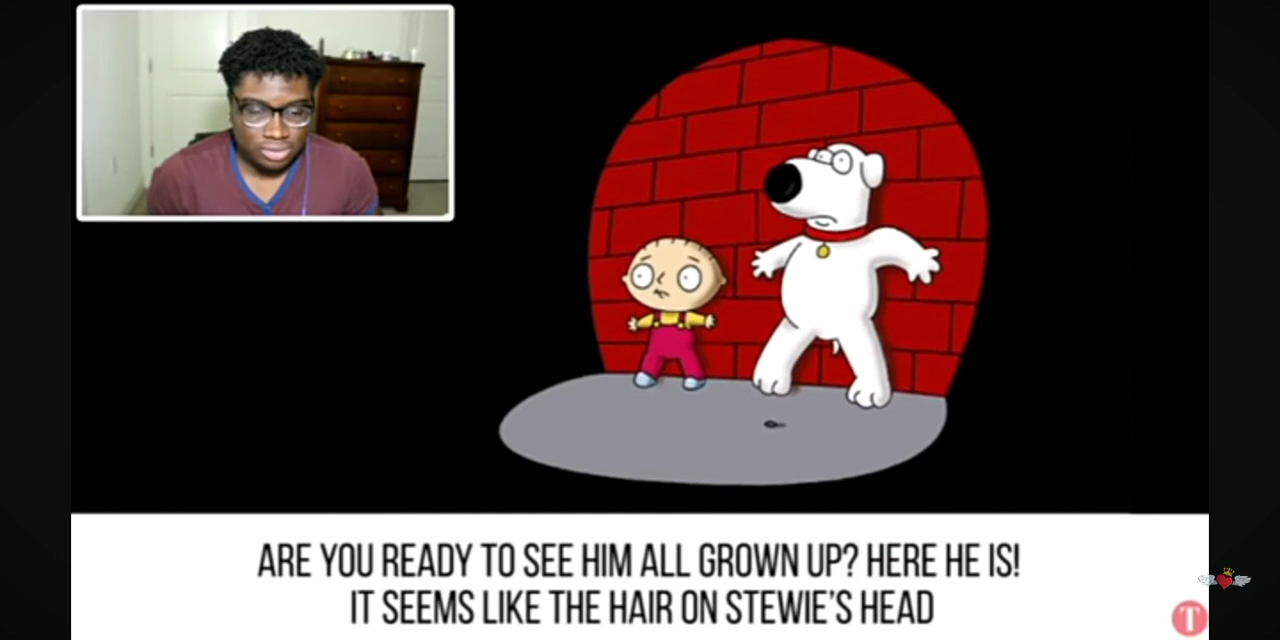 ARE YOU READY TO SEE HIM ALL GROWN UP? HERE HE IS!
IT SEEMS LIKE THE HAIR ON STEWIE'S HEAD
T